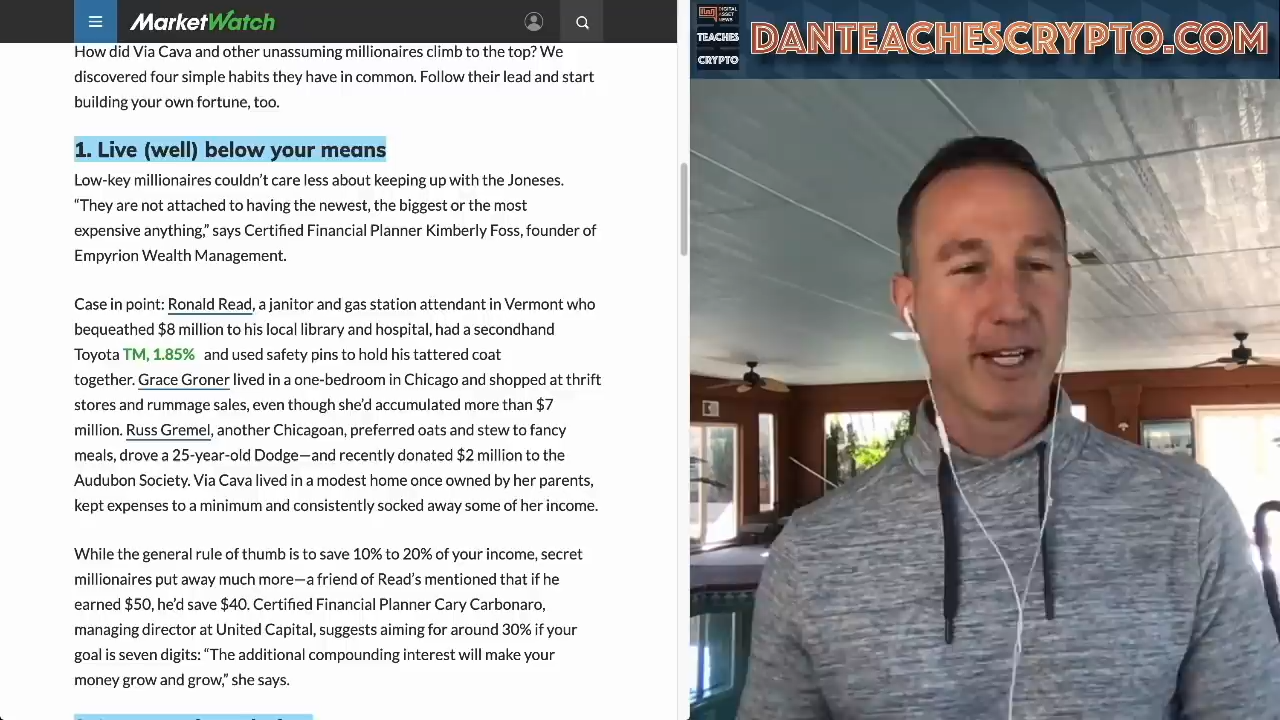 MarketWatch
How did Via Cava and other unassuming millionaires climb to the top? We
discovered four simple habits they have in common. Follow their lead and start
building your own fortune, too.
1. Live (well) below your means
Low-key millionaires couldn’t care less about keeping up with the Joneses.
“They are not attached to having the newest, the biggest or the most
expensive anything,” says Certified Financial Planner Kimberly Foss, founder of
Empyrion Wealth Management.
Case in point: Ronald Read, a janitor and gas station attendant in Vermont who
bequeathed $8 million to his local library and hospital, had a secondhand
Toyota TM, 1.85% and used safety pins to hold his tattered coat
together. Grace Groner lived in a one-bedroom in Chicago and shopped at thrift
stores and rummage sales, even though she’d accumulated more than $7
million. Russ Gremel, another Chicagoan, preferred oats and stew to fancy
meals, drove a 25-year-old Dodge—and recently donated $2 million to the
Audubon Society. Via Cava lived in a modest home once owned by her parents,
kept expenses to a minimum and consistently socked away some of her income.
While the general rule of thumb is to save 10% to 20% of your income, secret
millionaires put away much more—a friend of Read’s mentioned that if he
earned $50, he’d save $40. Certified Financial Planner Cary Carbonaro,
managing director at United Capital, suggests aiming for around 30% if your
goal is seven digits: “The additional compounding interest will make your
money grow and grow,” she says.
DIGITAL
ASSET
NEWS
TEACHES
CRYPTO
DANTEACHESCRYPTO.COM